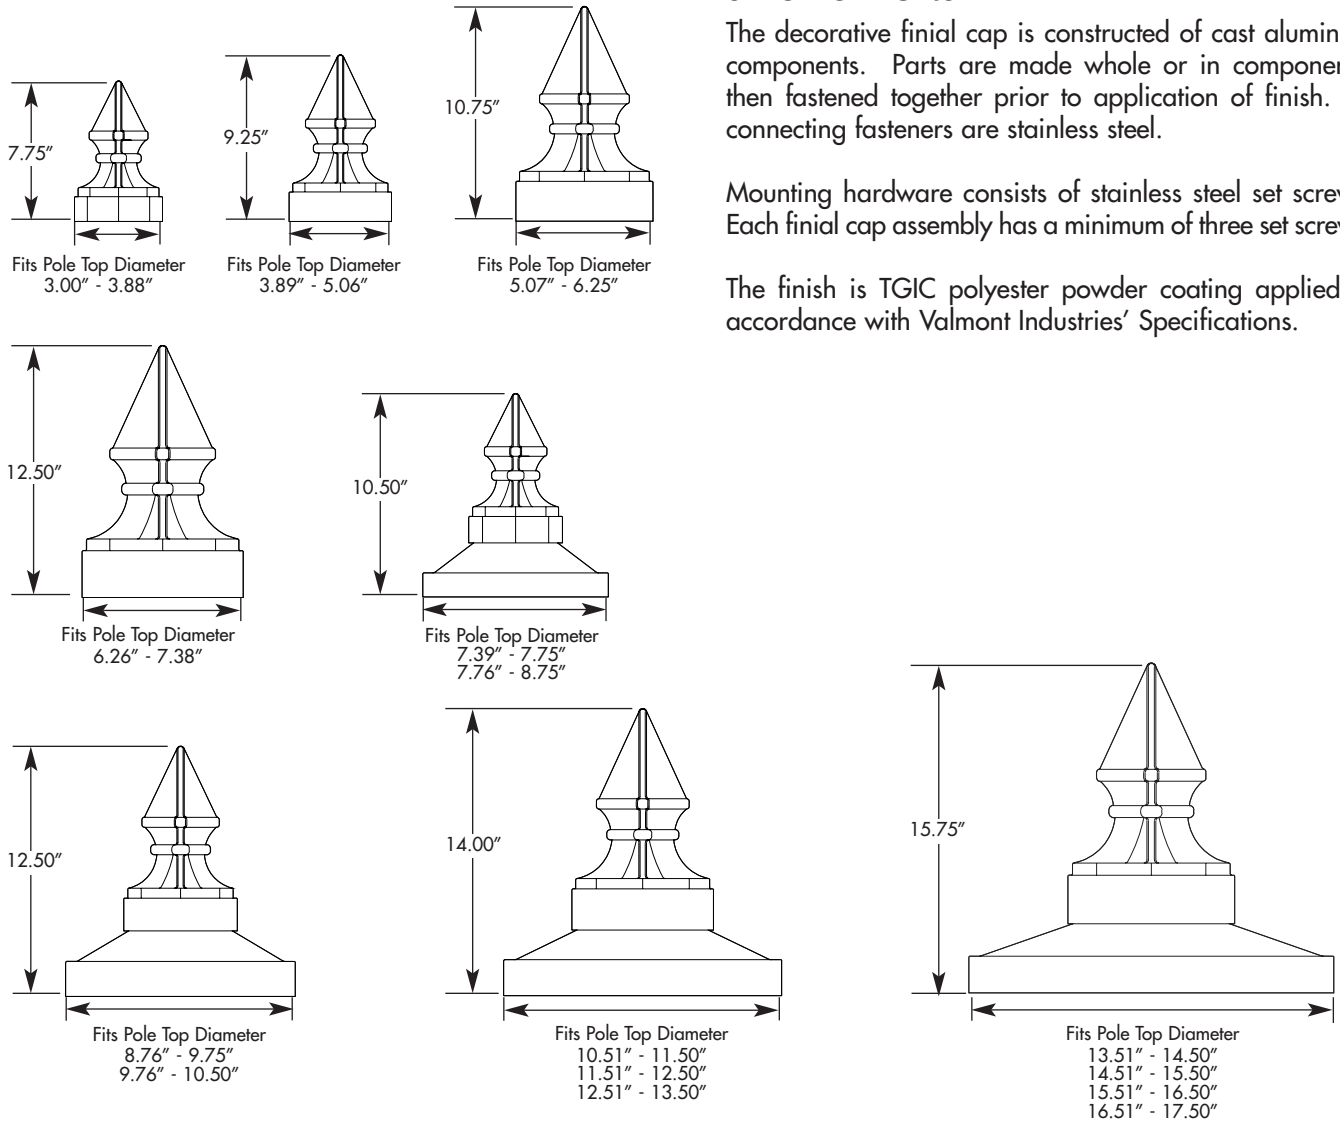 The decorative finial cap is constructed of cast
components. Parts are made whole or in
then fastened together prior to application of finish.
connecting fasteners are stainless steel.
Mounting hardware consists of stainless steel set
Each finial cap assembly has a minimum of three set
The finish is TGIC polyester powder coating applied
accordance with Valmont Industries’ Specifications.
7.75”
9.25”
10.75”
Fits Pole Top Diameter
3.00” - 3.88”
Fits Pole Top Diameter
3.89” - 5.06”
Fits Pole Top Diameter
5.07” - 6.25”
12.50”
10.50”
Fits Pole Top Diameter
6.26” - 7.38”
Fits Pole Top Diameter
7.39” - 7.75”
7.76” - 8.75”
12.50”
14.00”
15.75”
Fits Pole Top Diameter
8.76” - 9.75”
9.76” - 10.50”
Fits Pole Top Diameter
10.51” - 11.50”
11.51” - 12.50”
12.51” - 13.50”
Fits Pole Top Diameter
13.51” - 14.50”
14.51” - 15.50”
15.51” - 16.50”
16.51” - 17.50”